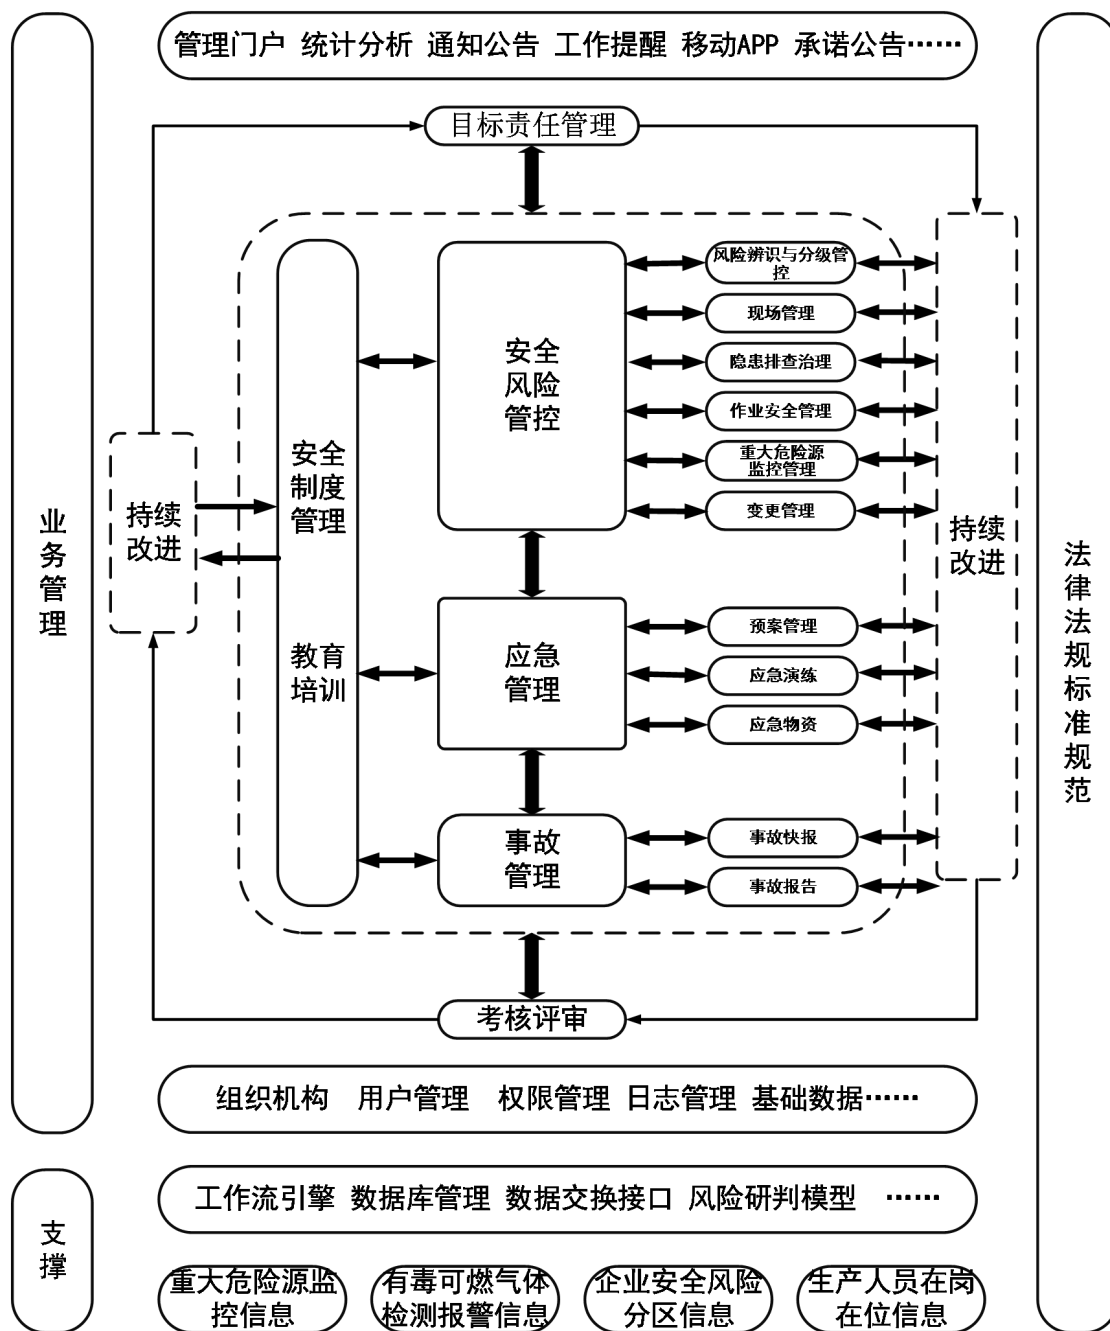 管理门户 统计分析 通知公告 工作提醒 移动APP 承诺公告……
目标责任管理
风险辨识与分级管
控
现场管理
隐患排查治理
作业安全管理
重大危险源
监控管理
变更管理
安全
风险
管控
安全
制度
管理
教育
培训
持续
改进
持续
改进
业
务
管
理
法
律
法
规
标
准
规
范
应急
管理
预案管理
应急演练
应急物资
事故
管理
事故快报
事故报告
考核评审
组织机构 用户管理 权限管理 日志管理 基础数据……
支
撑
工作流引擎 数据库管理 数据交换接口 风险研判模型 ……
重大危险源监
控信息
有毒可燃气体
检测报警信息
企业安全风险
分区信息
生产人员在岗
在位信息